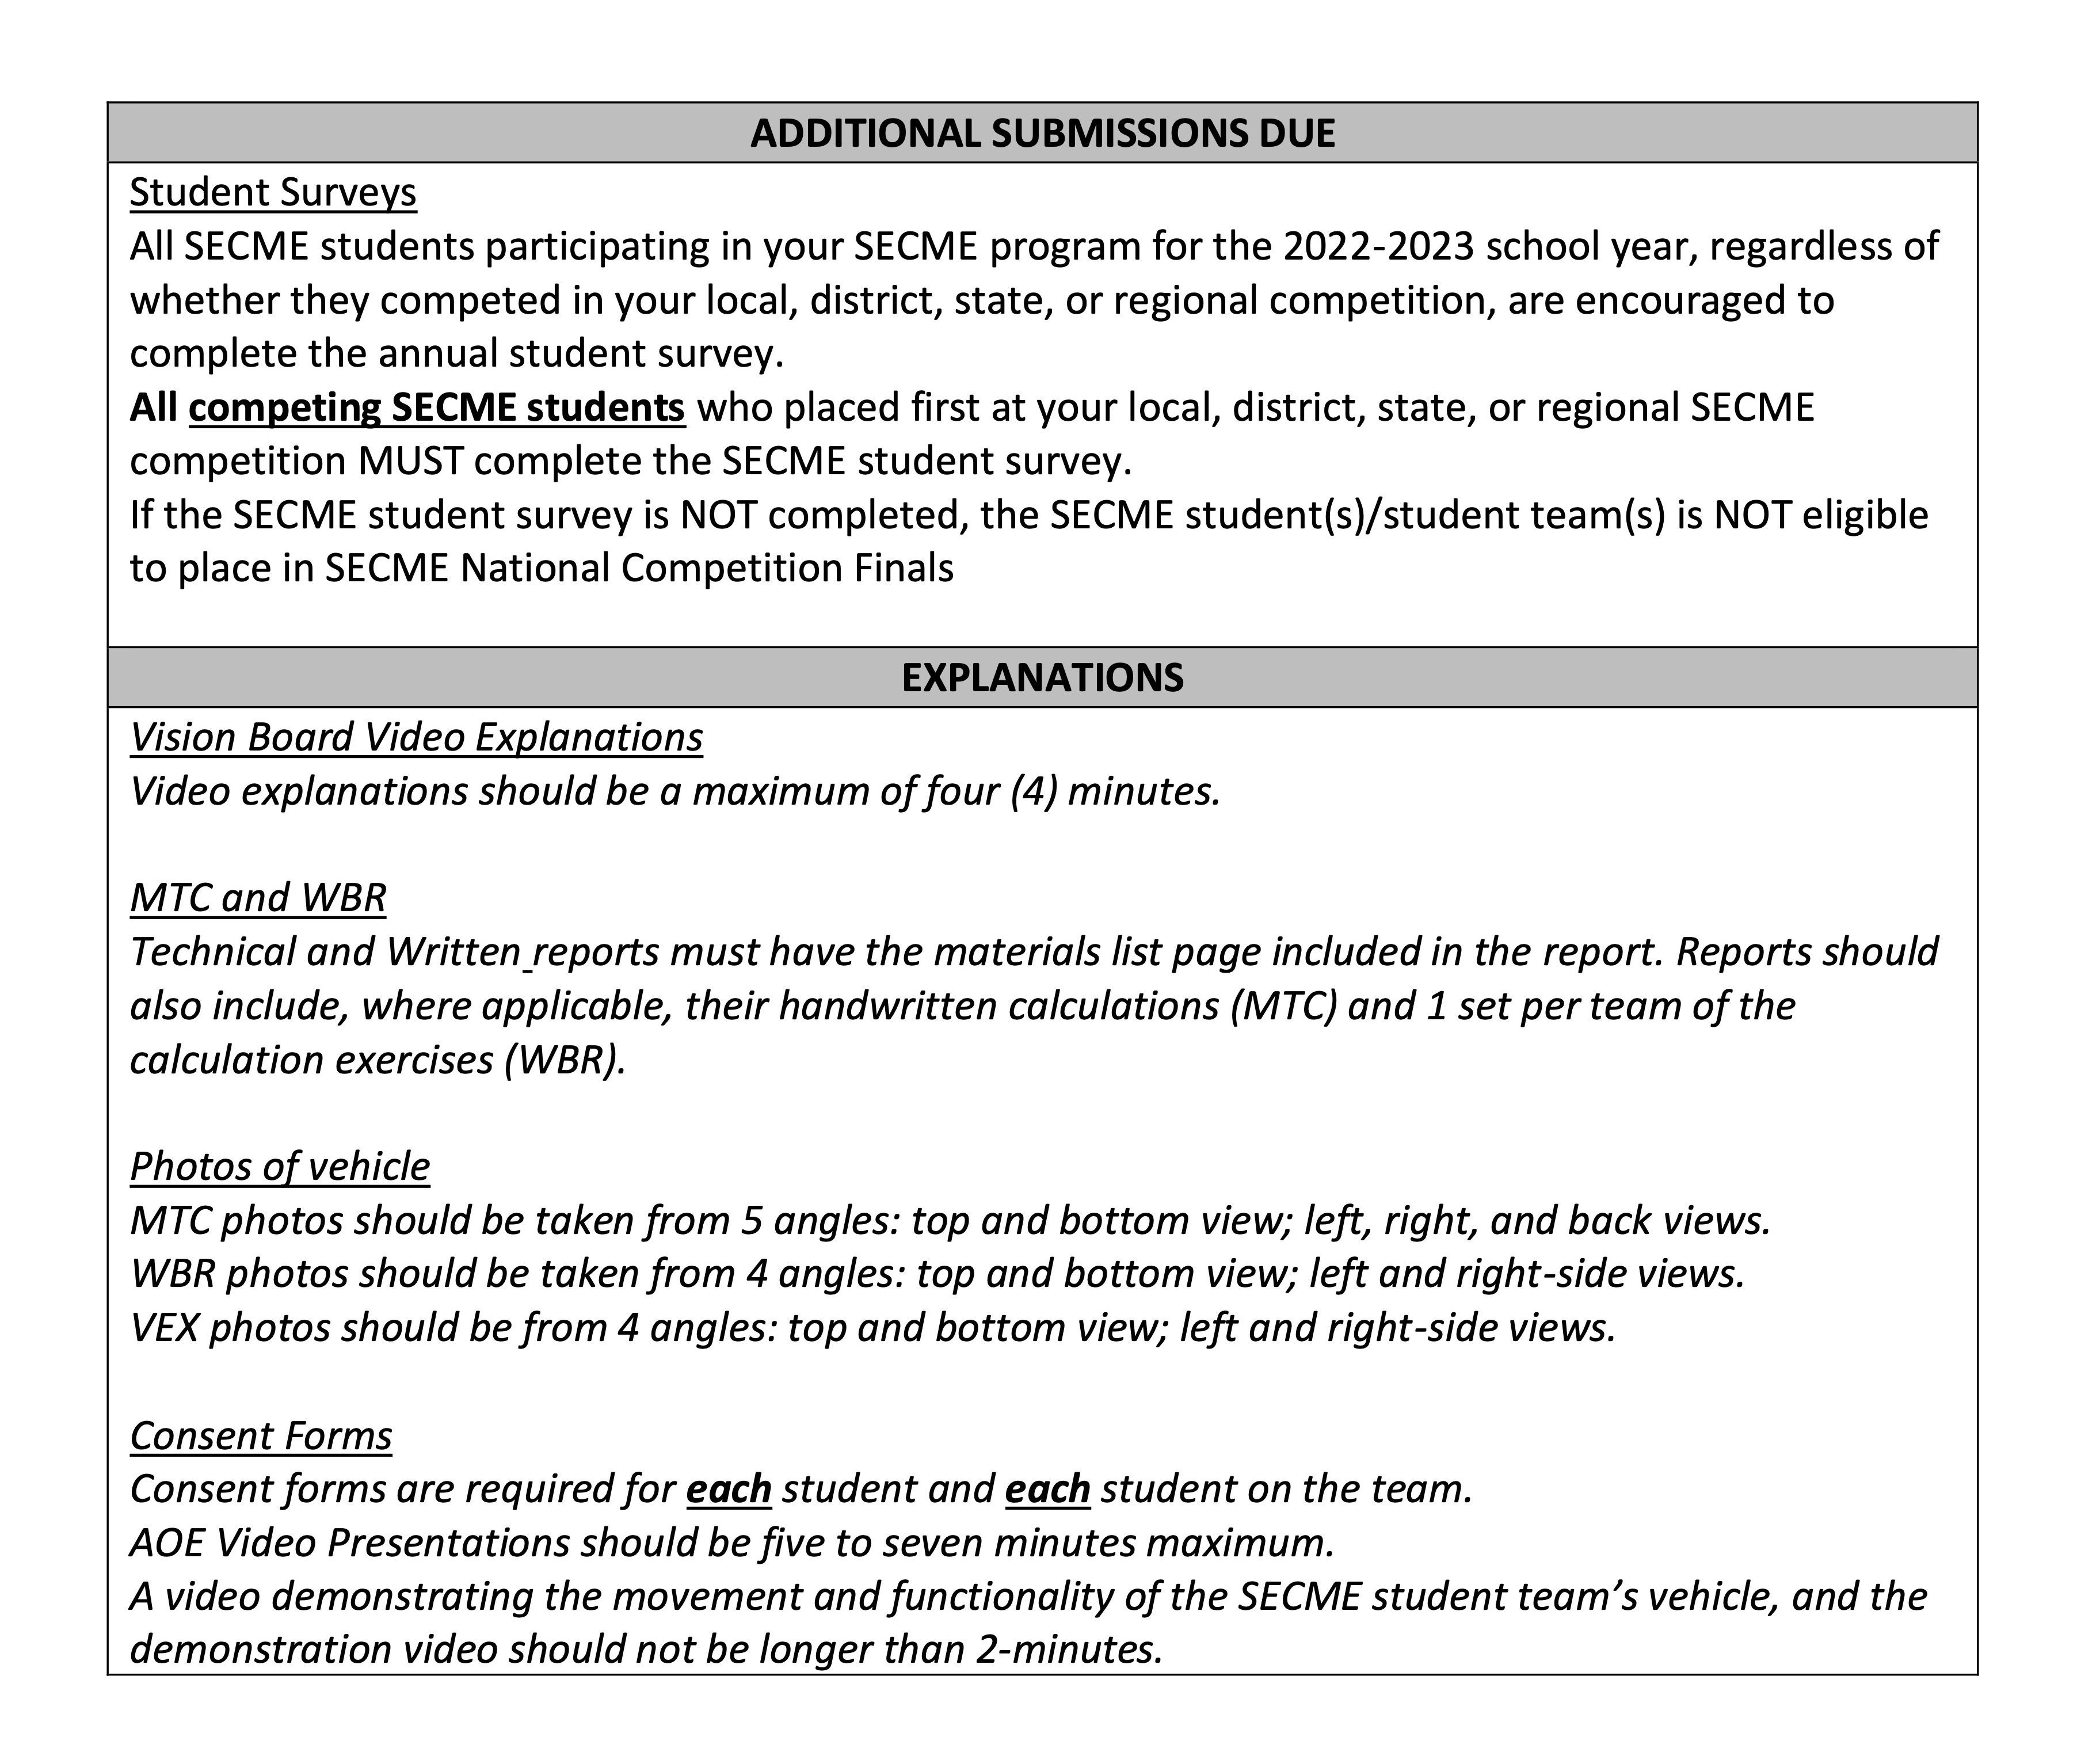 ADDITIONAL SUBMISSIONS DUE
Student Surveys
All SECME students participating in your SECME program for the 2022-2023 school year, regardless of
whether they competed in your local, district, state, or regional competition, are encouraged to
complete the annual student survey.
All competing SECME students who placed first at your local, district, state, or regional SECME
competition MUST complete the SECME student survey.
If the SECME student survey is NOT completed, the SECME student(s)/student team(s) is NOT eligible
to place in SECME National Competition Finals
EXPLANATIONS
Vision Board Video Explanations
Video explanations should be a maximum of four (4) minutes.
MTC and WBR
Technical and Written reports must have the materials list page included in the report. Reports should
also include, where applicable, their handwritten calculations (MTC) and 1 set per team of the
calculation exercises (WBR).
Photos of vehicle
MTC photos should be taken from 5 angles: top and bottom view; left, right, and back views.
WBR photos should be taken from 4 angles: top and bottom view; left and right-side views.
VEX photos should be from 4 angles: top and bottom view; left and right-side views.
Consent Forms
Consent forms are required for each student and each student on the team.
AOE Video Presentations should be five to seven minutes maximum.
A video demonstrating the movement and functionality of the SECME student team’s vehicle, and the
demonstration video should not be longer than 2-minutes.